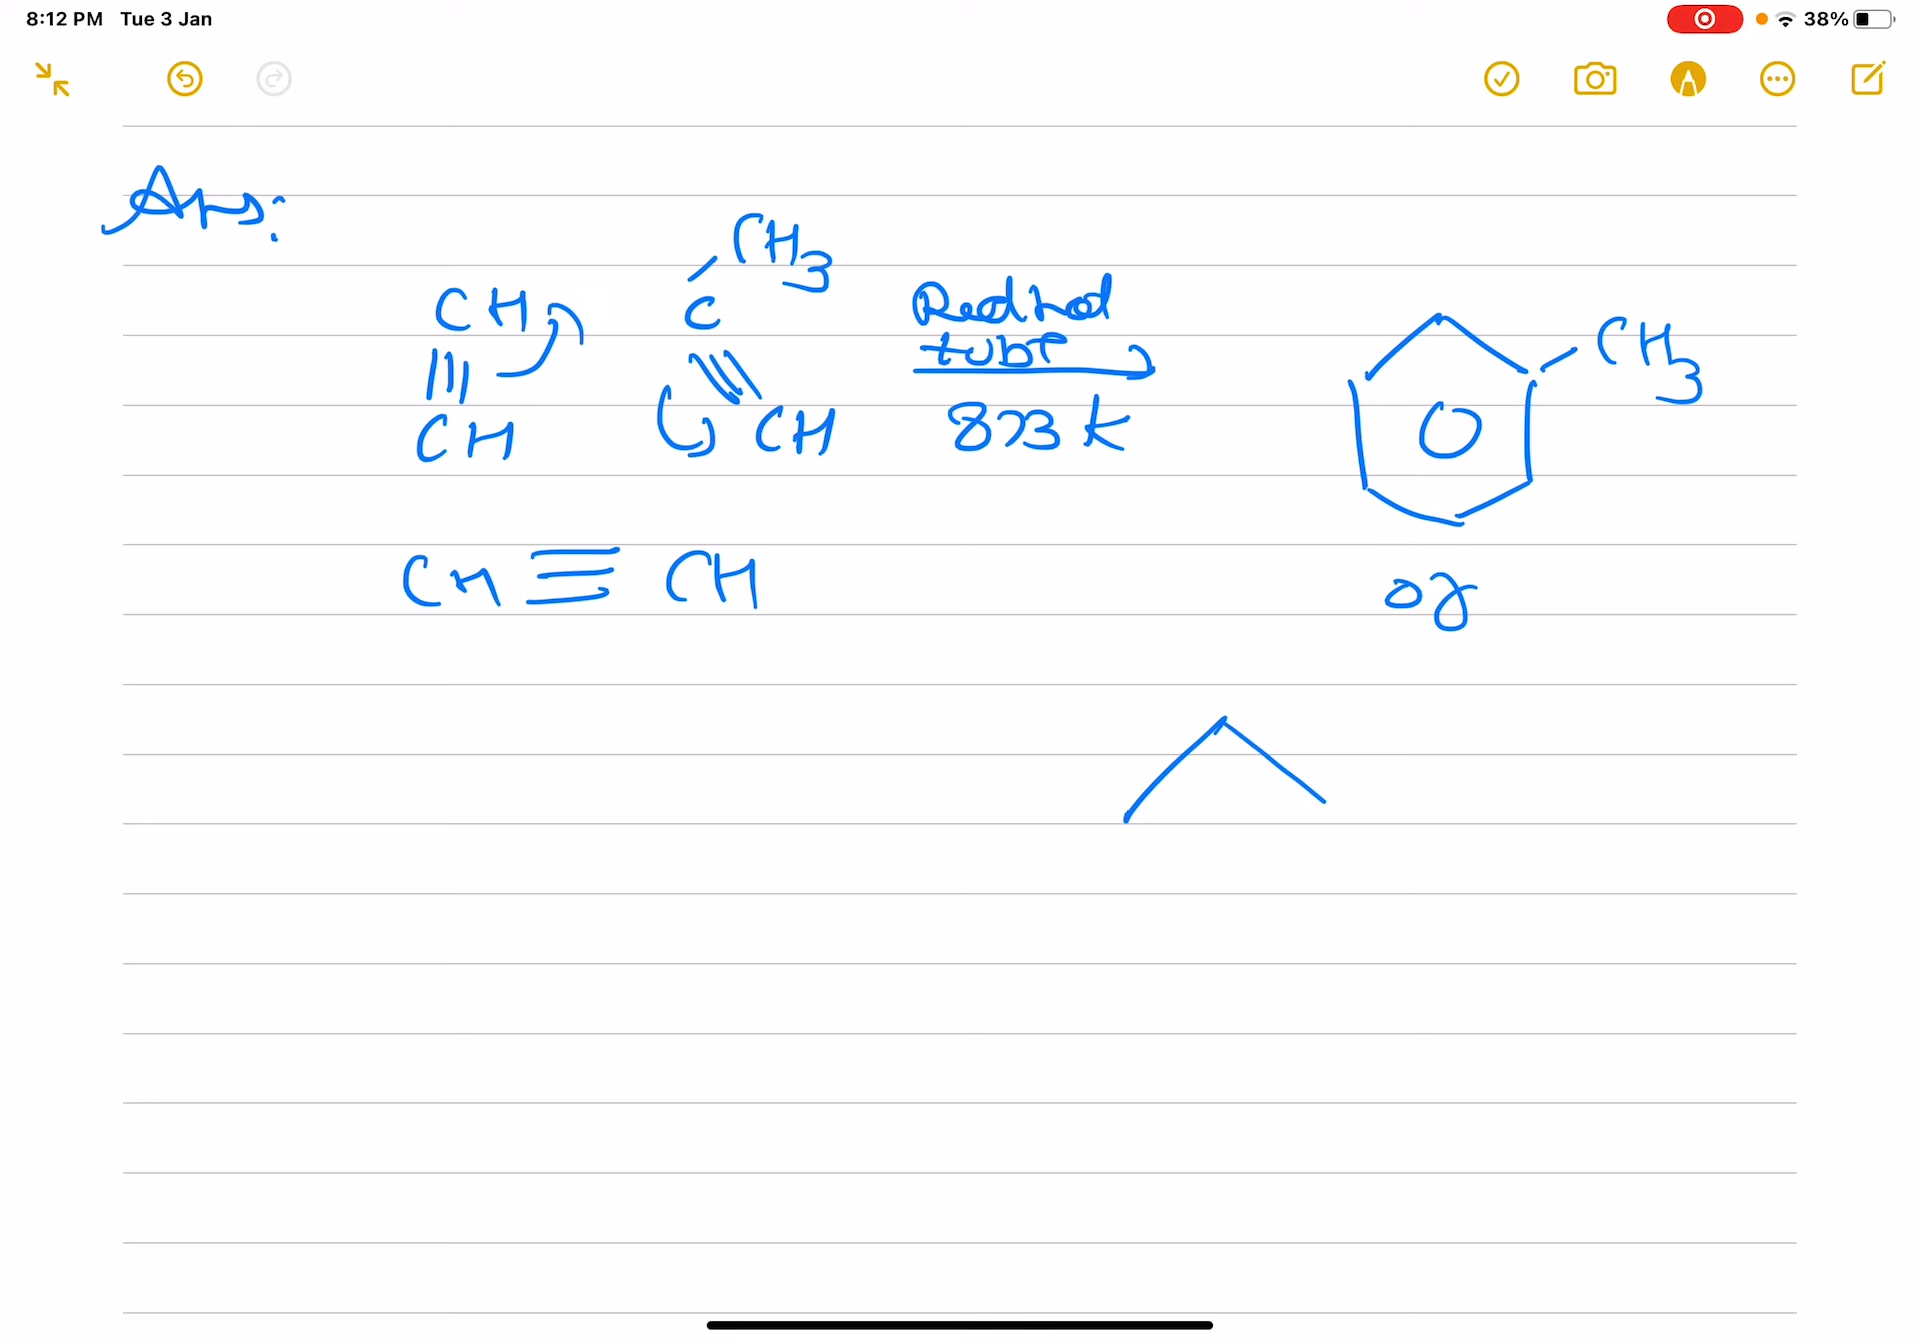 8:12 PM Tue 3 Jan
38%
Ans:
CH3
CH C Red hot
||| tube
CH CH 873 K
CH3
CH ≡ CH
or